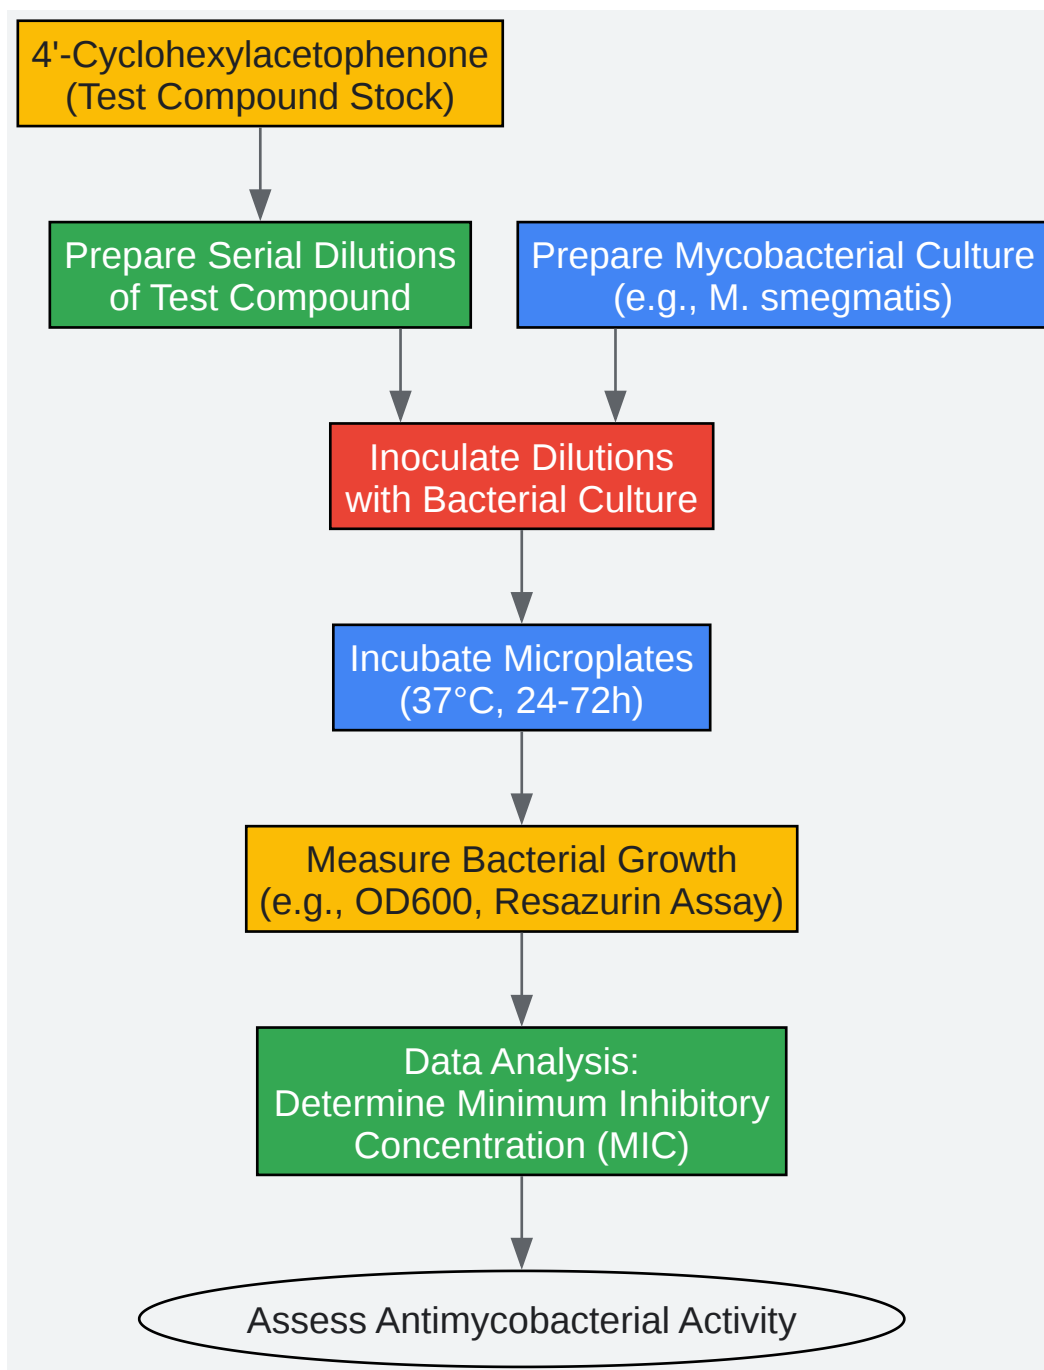 4'-Cyclohexylacetophenone
(Test Compound Stock)
Prepare Serial Dilutions
of Test Compound
Prepare Mycobacterial Culture
(e.g., M. smegmatis)
Inoculate Dilutions
with Bacterial Culture
Incubate Microplates
(37°C, 24-72h)
Measure Bacterial Growth
(e.g., OD600, Resazurin Assay)
Data Analysis:
Determine Minimum Inhibitory
Concentration (MIC)
Assess Antimycobacterial Activity